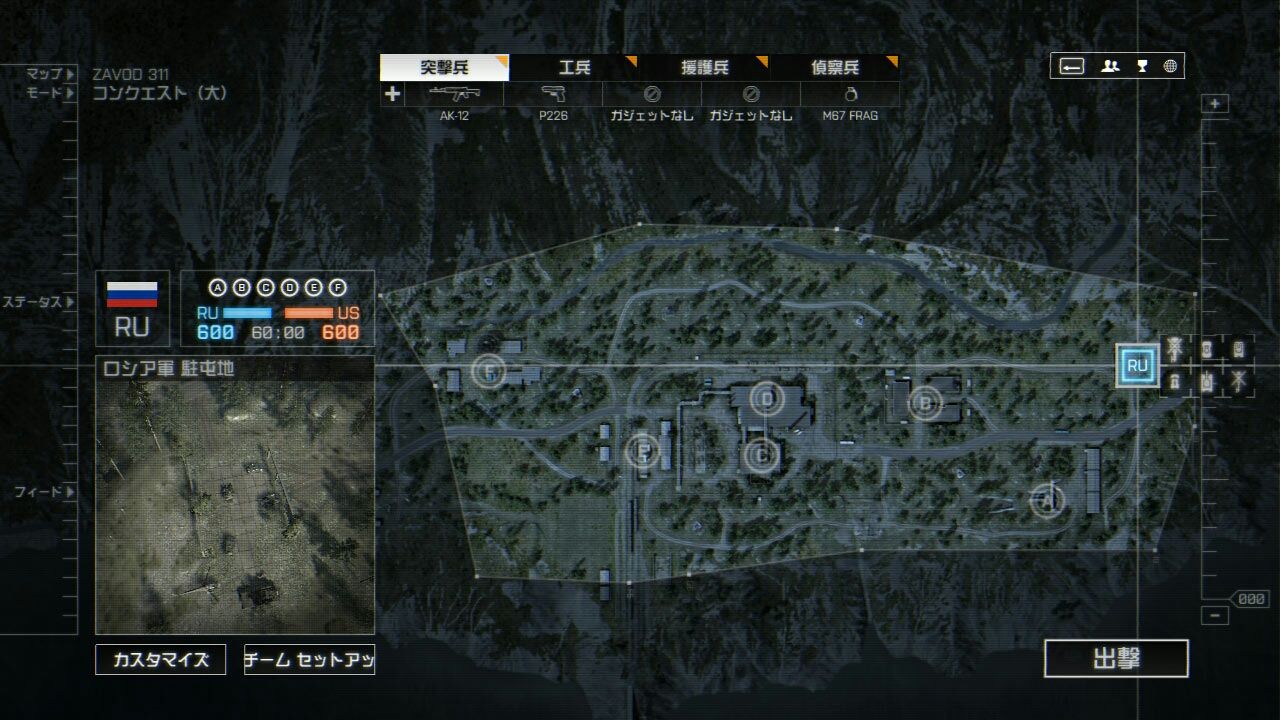 マップ ZAVOD 311
モード コンクエスト（大）
突撃兵 工兵 援護兵 偵察兵
AK-12 P226 ガジェットなし ガジェットなし M67 FRAG
ステータス
フィード
RU
A B C D E F
RU US
600 60:00 600
ロシア軍 駐屯地
F
D
B
E
C
A
RU
000
カスタマイズ
チーム セットアッ
出撃